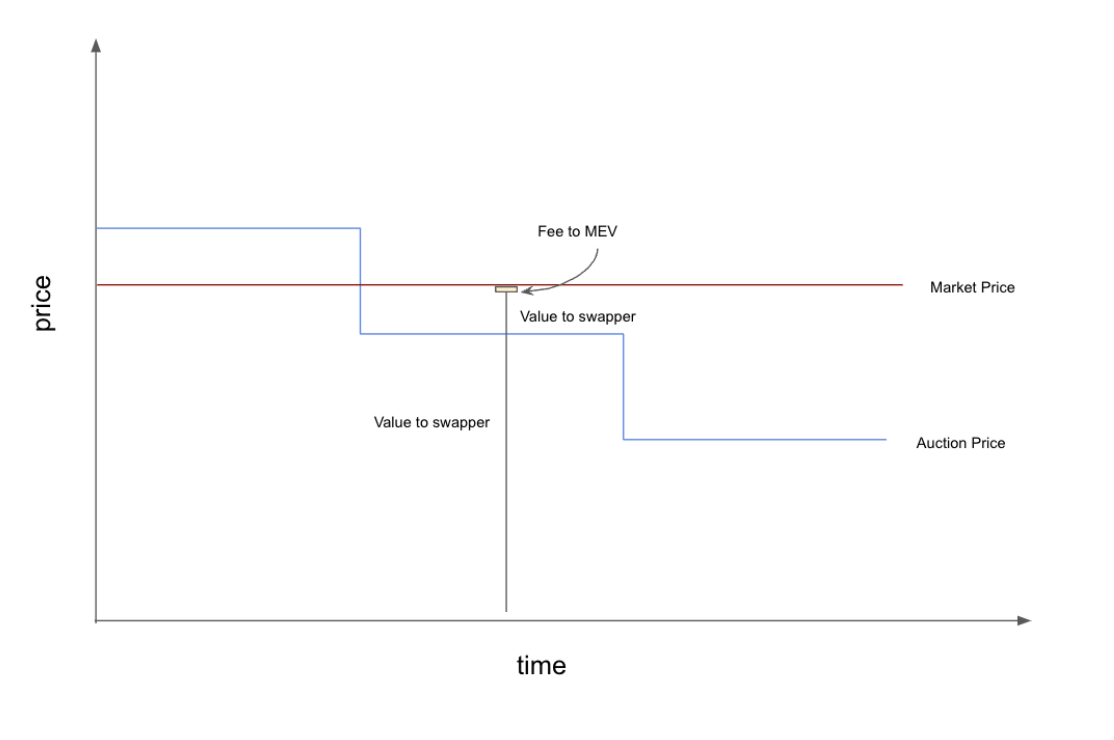 Fee to MEV
Market Price
price
Value to swapper
Value to swapper
Auction Price
time